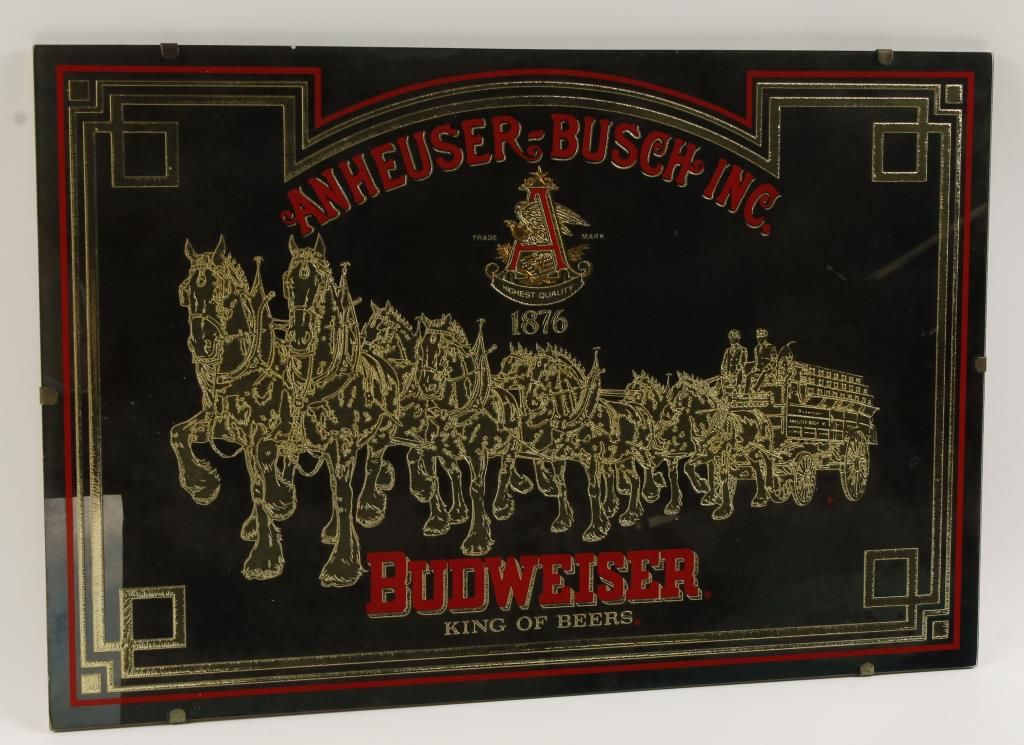 ANHEUSER-BUSCH INC.
TRADE MARK
A
HIGHEST QUALITY
1876
BUDWEISER
KING OF BEERS